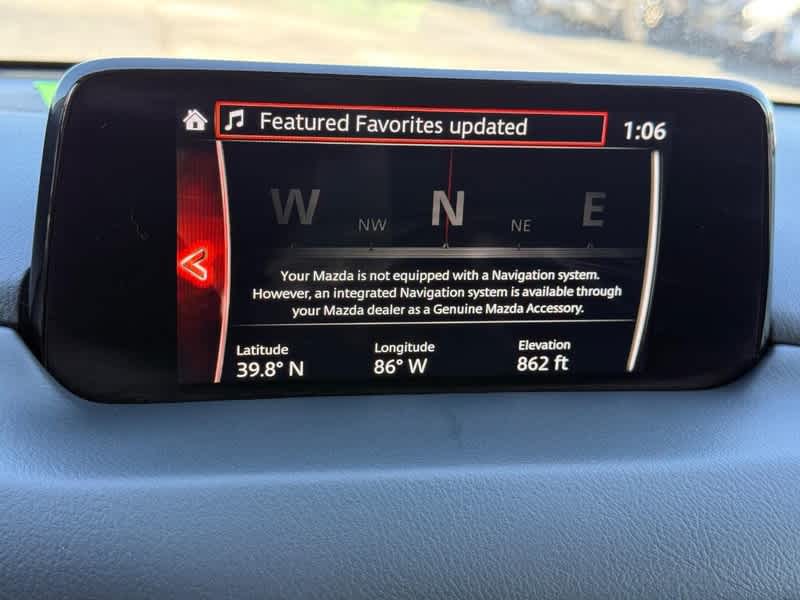 Featured Favorites updated
1:06
W NW N NE E
Your Mazda is not equipped with a Navigation system.
However, an integrated Navigation system is available through
your Mazda dealer as a Genuine Mazda Accessory.
Latitude Longitude Elevation
39.8° N 86° W 862 ft